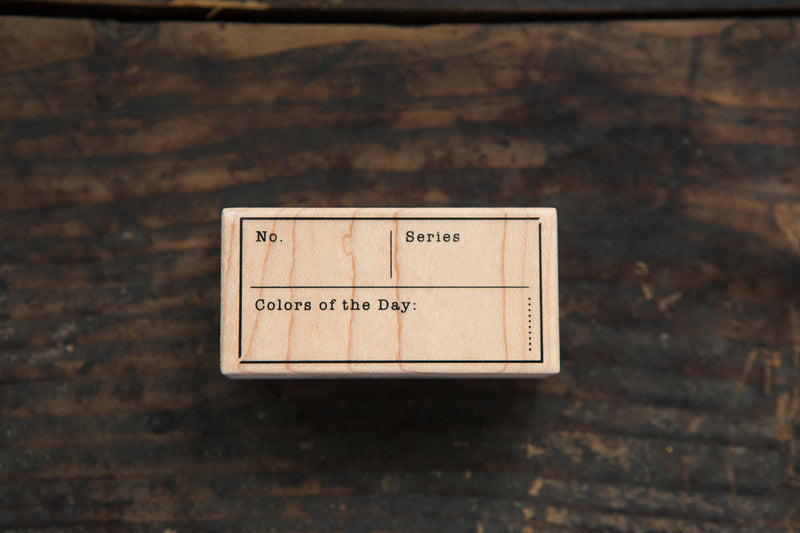 No. Series
Colors of the Day: